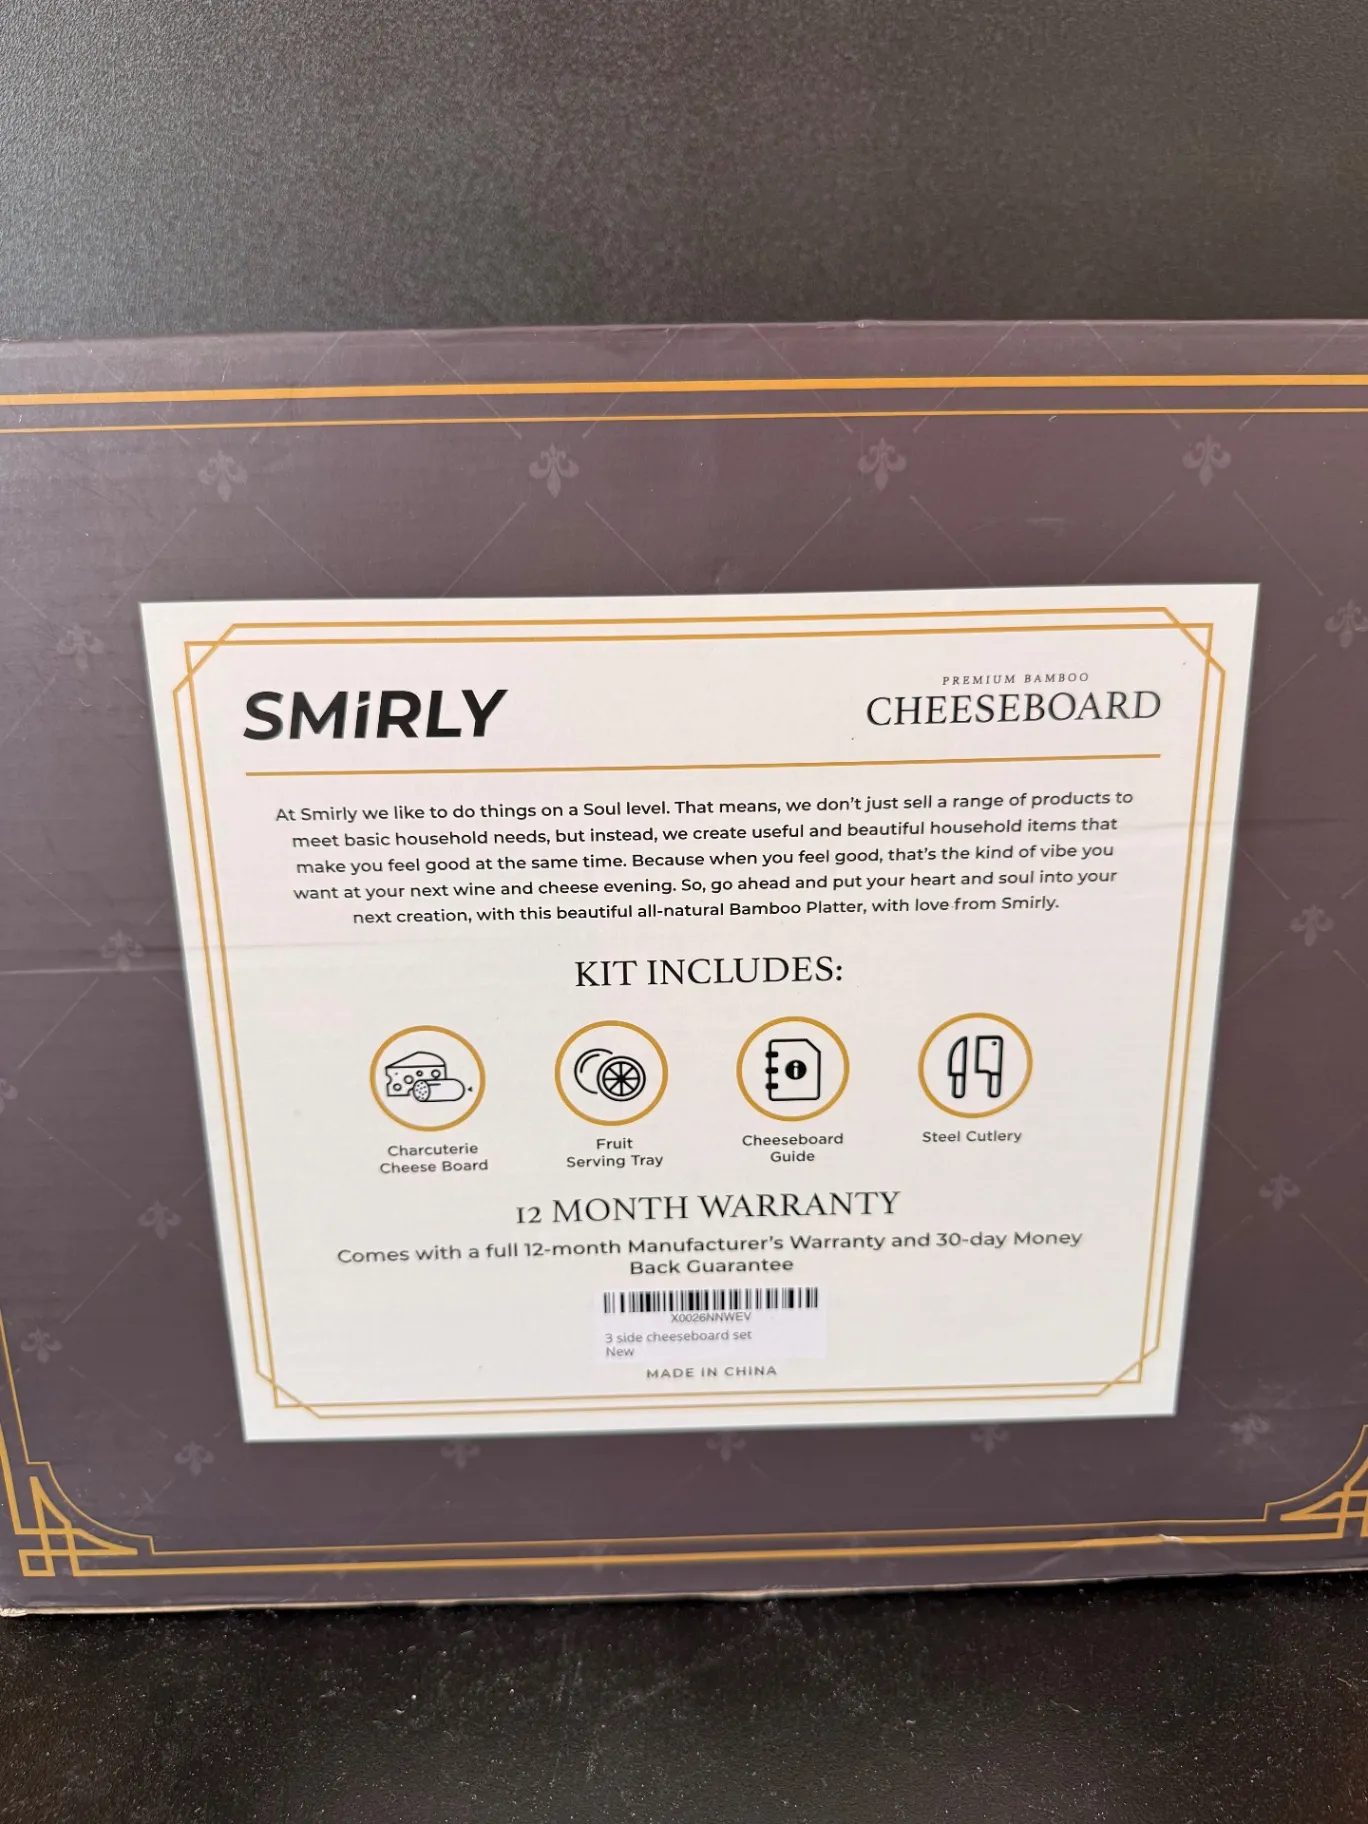 SMiRLY
PREMIUM BAMBOO
CHEESEBOARD
At Smirly we like to do things on a Soul level. That means, we don't just sell a range of products to
meet basic household needs, but instead, we create useful and beautiful household items that
make you feel good at the same time. Because when you feel good, that's the kind of vibe you
want at your next wine and cheese evening. So, go ahead and put your heart and soul into your
next creation, with this beautiful all-natural Bamboo Platter, with love from Smirly.
KIT INCLUDES:
Charcuterie
Cheese Board
Fruit
Serving Tray
Cheeseboard
Guide
Steel Cutlery
12 MONTH WARRANTY
Comes with a full 12-month Manufacturer's Warranty and 30-day Money
Back Guarantee
X0026NNWEV
3 side cheeseboard set
New
MADE IN CHINA